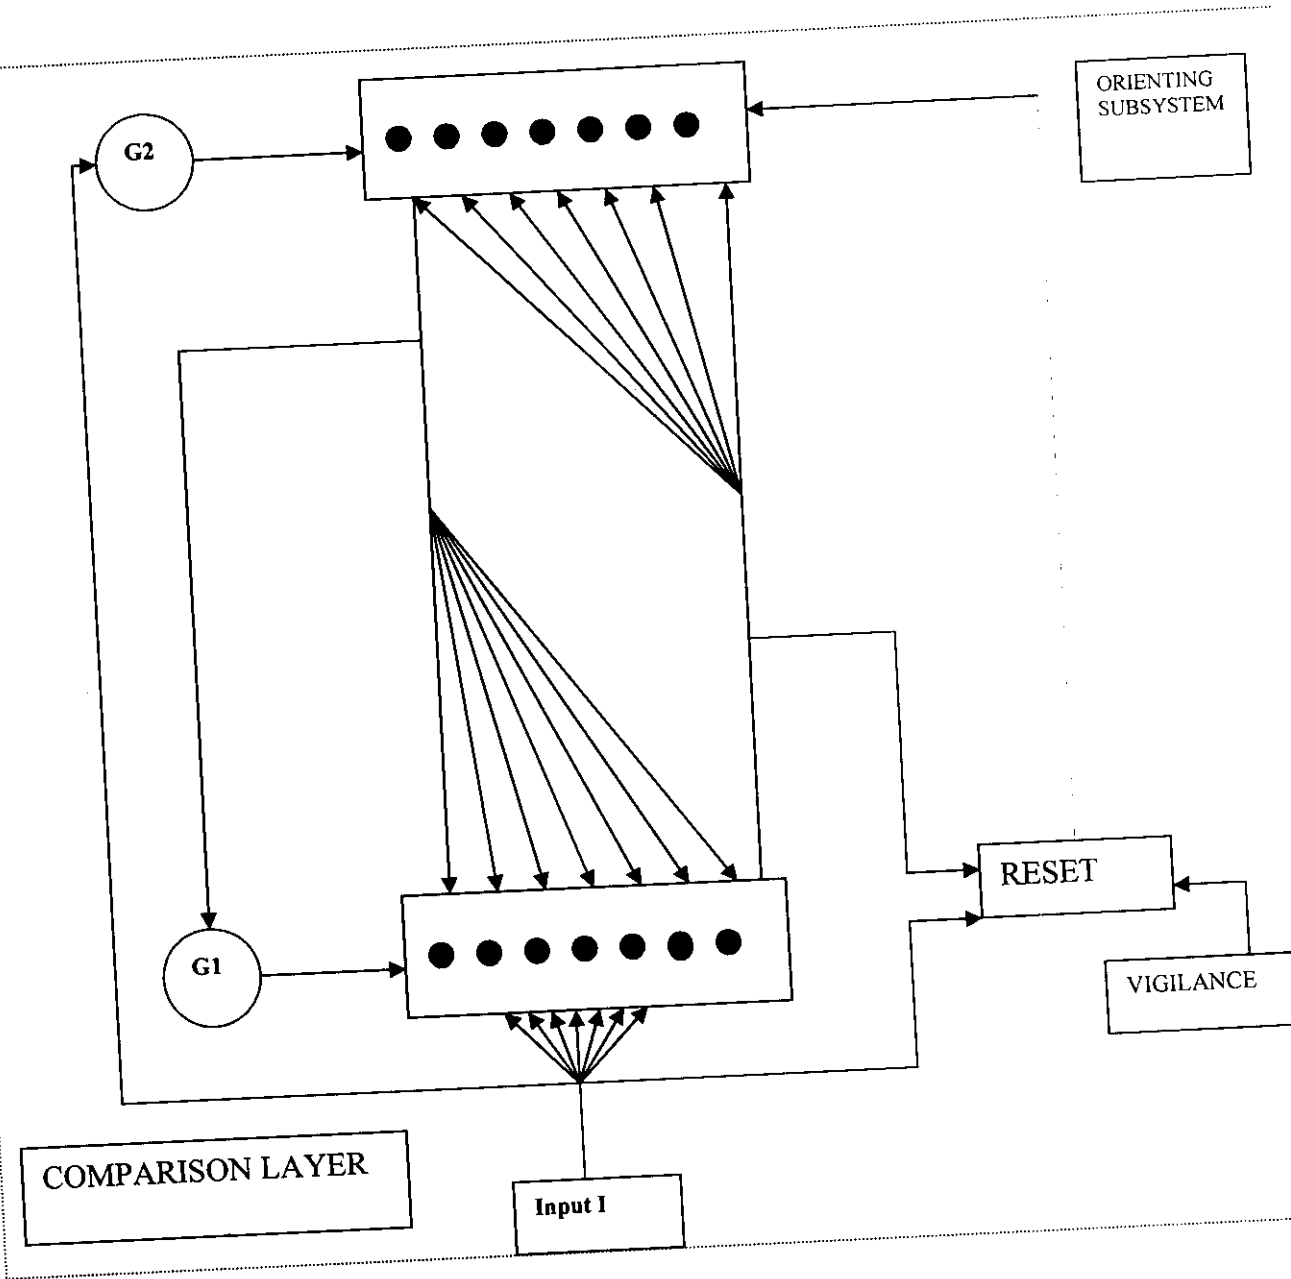 ORIENTING
SUBSYSTEM
G2
RESET
G1
VIGILANCE
COMPARISON LAYER
Input I